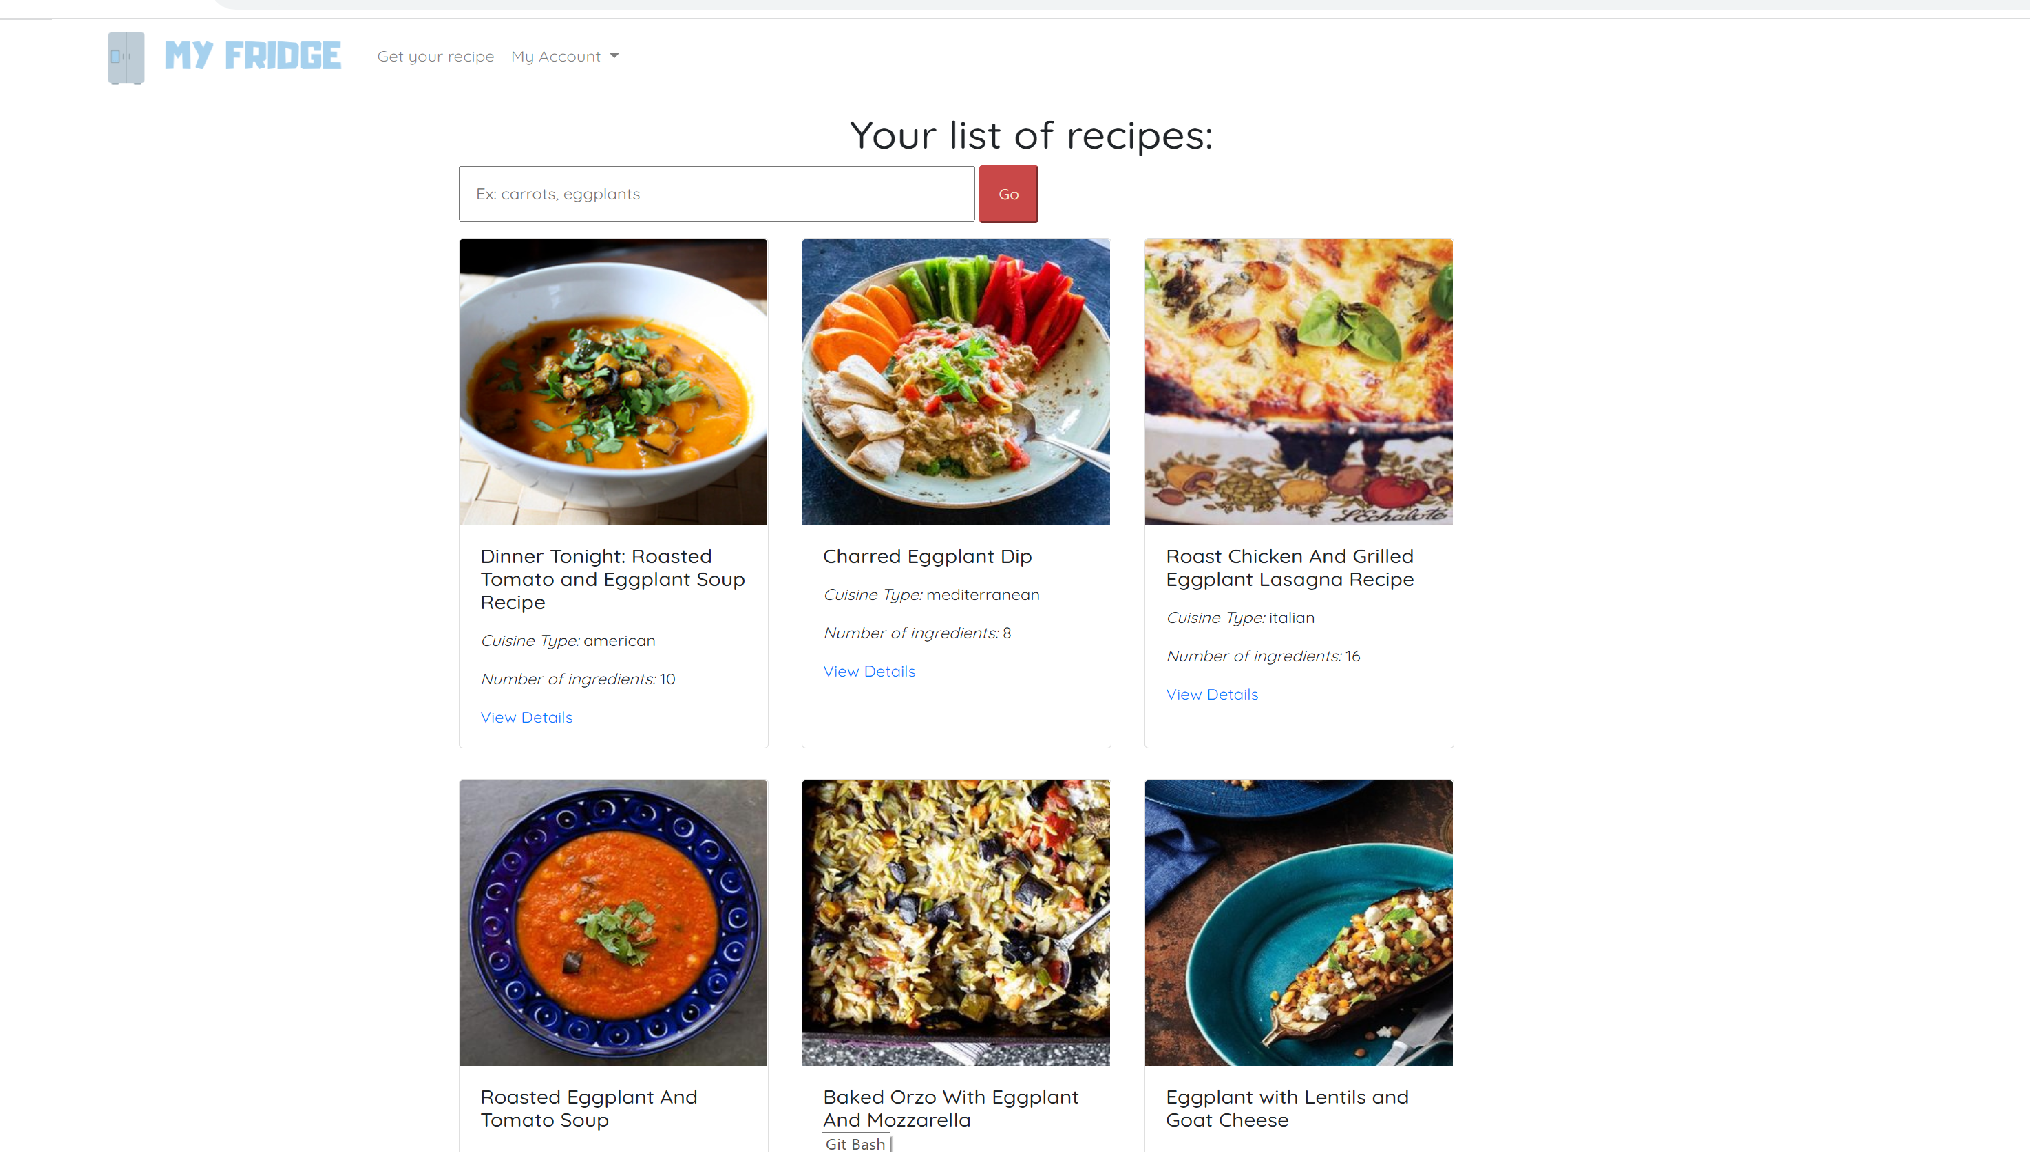 MY FRIDGE
Get your recipe My Account
Your list of recipes:
Ex: carrots, eggplants
Go
L'Echalote
Dinner Tonight: Roasted
Tomato and Eggplant Soup
Recipe
Cuisine Type: american
Number of ingredients: 10
View Details
Charred Eggplant Dip
Cuisine Type: mediterranean
Number of ingredients: 8
View Details
Roast Chicken And Grilled
Eggplant Lasagna Recipe
Cuisine Type: italian
Number of ingredients: 16
View Details
Roasted Eggplant And
Tomato Soup
Baked Orzo With Eggplant
And Mozzarella
Eggplant with Lentils and
Goat Cheese
Git Bash